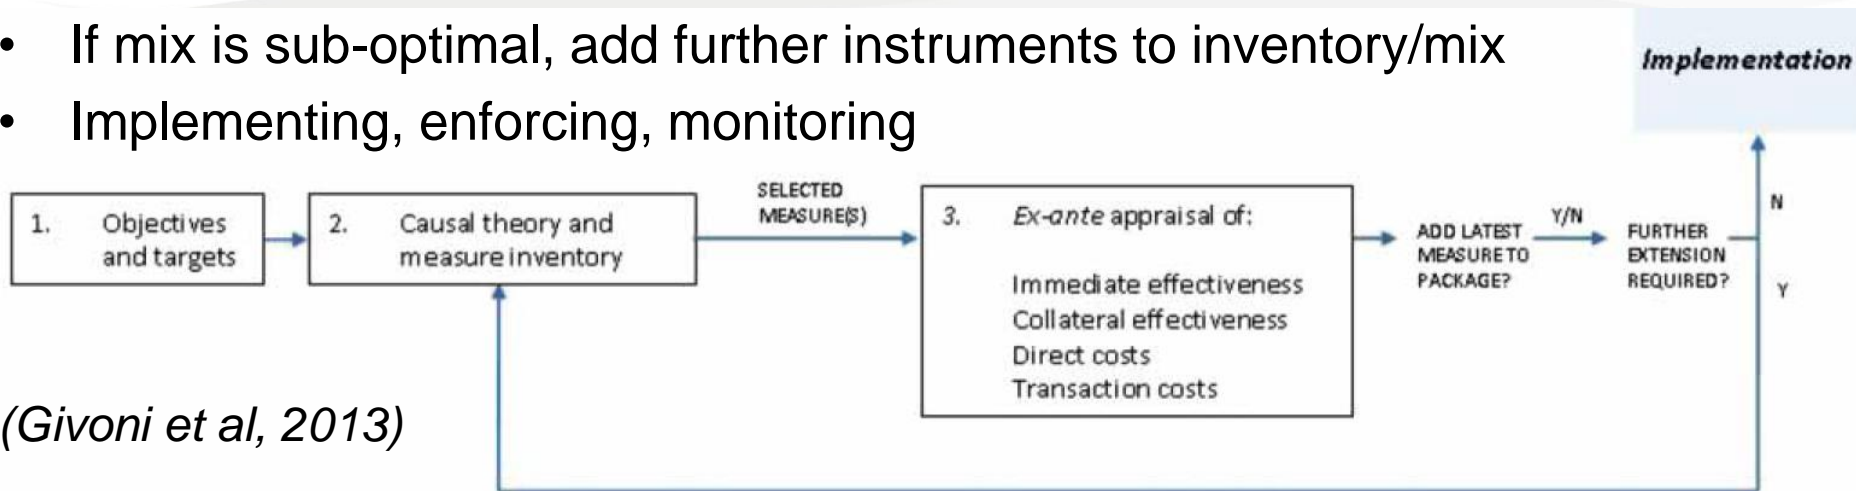 • If mix is sub-optimal, add further instruments to inventory/mix
• Implementing, enforcing, monitoring
Implementation
1. Objectives
and targets
2. Causal theory and
measure inventory
SELECTED
MEASURE(S)
3. Ex-ante appraisal of:
Immediate effectiveness
Collateral effectiveness
Direct costs
Transaction costs
ADD LATEST
MEASURE TO
PACKAGE?
Y/N
FURTHER
EXTENSION
REQUIRED?
N
Y
(Givoni et al, 2013)